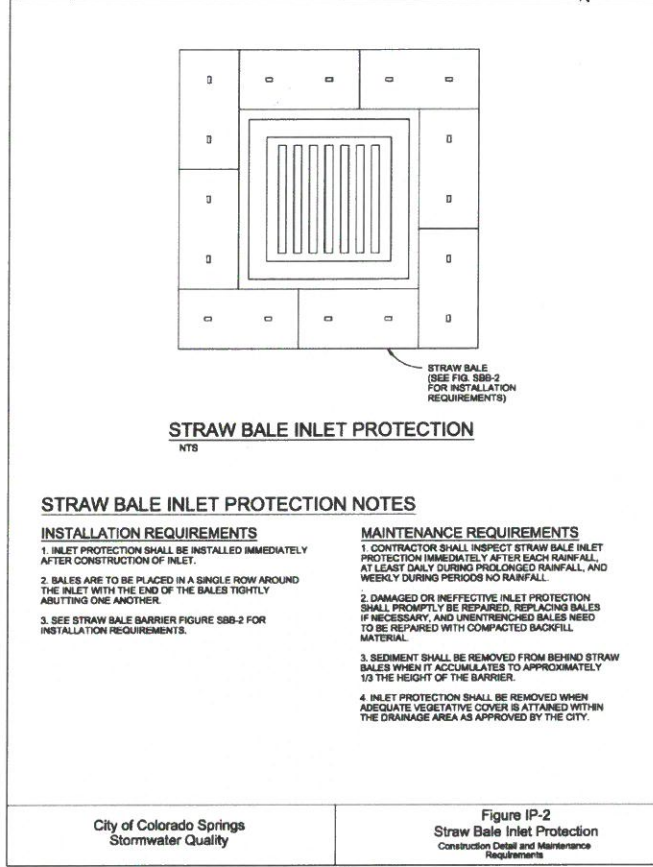 STRAW BALE
(SEE FIG. SBB-2
FOR INSTALLATION
REQUIREMENTS)
STRAW BALE INLET PROTECTION
NTS
STRAW BALE INLET PROTECTION NOTES
INSTALLATION REQUIREMENTS
1. INLET PROTECTION SHALL BE INSTALLED IMMEDIATELY
AFTER CONSTRUCTION OF INLET.
2. BALES ARE TO BE PLACED IN A SINGLE ROW AROUND
THE INLET WITH THE END OF THE BALES TIGHTLY
ABUTTING ONE ANOTHER.
3. SEE STRAW BALE BARRIER FIGURE SBB-2 FOR
INSTALLATION REQUIREMENTS.
MAINTENANCE REQUIREMENTS
1. CONTRACTOR SHALL INSPECT STRAW BALE INLET
PROTECTION IMMEDIATELY AFTER EACH RAINFALL,
AT LEAST DAILY DURING PROLONGED RAINFALL, AND
WEEKLY DURING PERIODS NO RAINFALL.
2. DAMAGED OR INEFFECTIVE INLET PROTECTION
SHALL PROMPTLY BE REPAIRED, REPLACING BALES
IF NECESSARY, AND UNENTRENCHED BALES NEED
TO BE REPAIRED WITH COMPACTED BACKFILL
MATERIAL.
3. SEDIMENT SHALL BE REMOVED FROM BEHIND STRAW
BALES WHEN IT ACCUMULATES TO APPROXIMATELY
1/3 THE HEIGHT OF THE BARRIER.
4. INLET PROTECTION SHALL BE REMOVED WHEN
ADEQUATE VEGETATIVE COVER IS ATTAINED WITHIN
THE DRAINAGE AREA AS APPROVED BY THE CITY.
City of Colorado Springs
Stormwater Quality
Figure IP-2
Straw Bale Inlet Protection
Construction Detail and Maintenance
Requirements